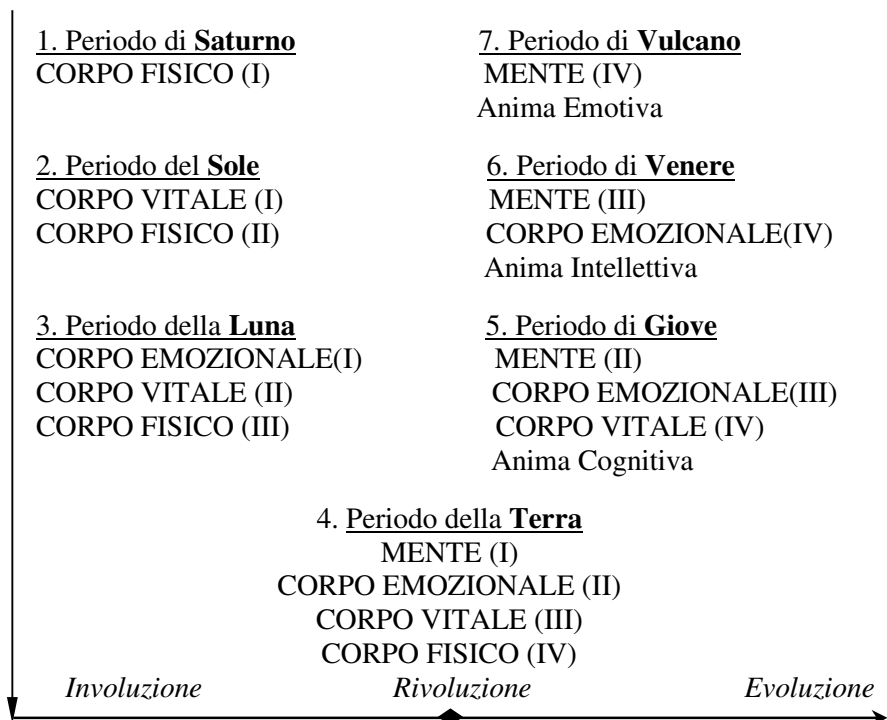 1. Periodo di Saturno
CORPO FISICO (I)
7. Periodo di Vulcano
MENTE (IV)
Anima Emotiva
2. Periodo del Sole
CORPO VITALE (I)
CORPO FISICO (II)
6. Periodo di Venere
MENTE (III)
CORPO EMOZIONALE(IV)
Anima Intellettiva
3. Periodo della Luna
CORPO EMOZIONALE(I)
CORPO VITALE (II)
CORPO FISICO (III)
5. Periodo di Giove
MENTE (II)
CORPO EMOZIONALE(III)
CORPO VITALE (IV)
Anima Cognitiva
4. Periodo della Terra
MENTE (I)
CORPO EMOZIONALE (II)
CORPO VITALE (III)
CORPO FISICO (IV)
Involuzione Rivoluzione Evoluzione